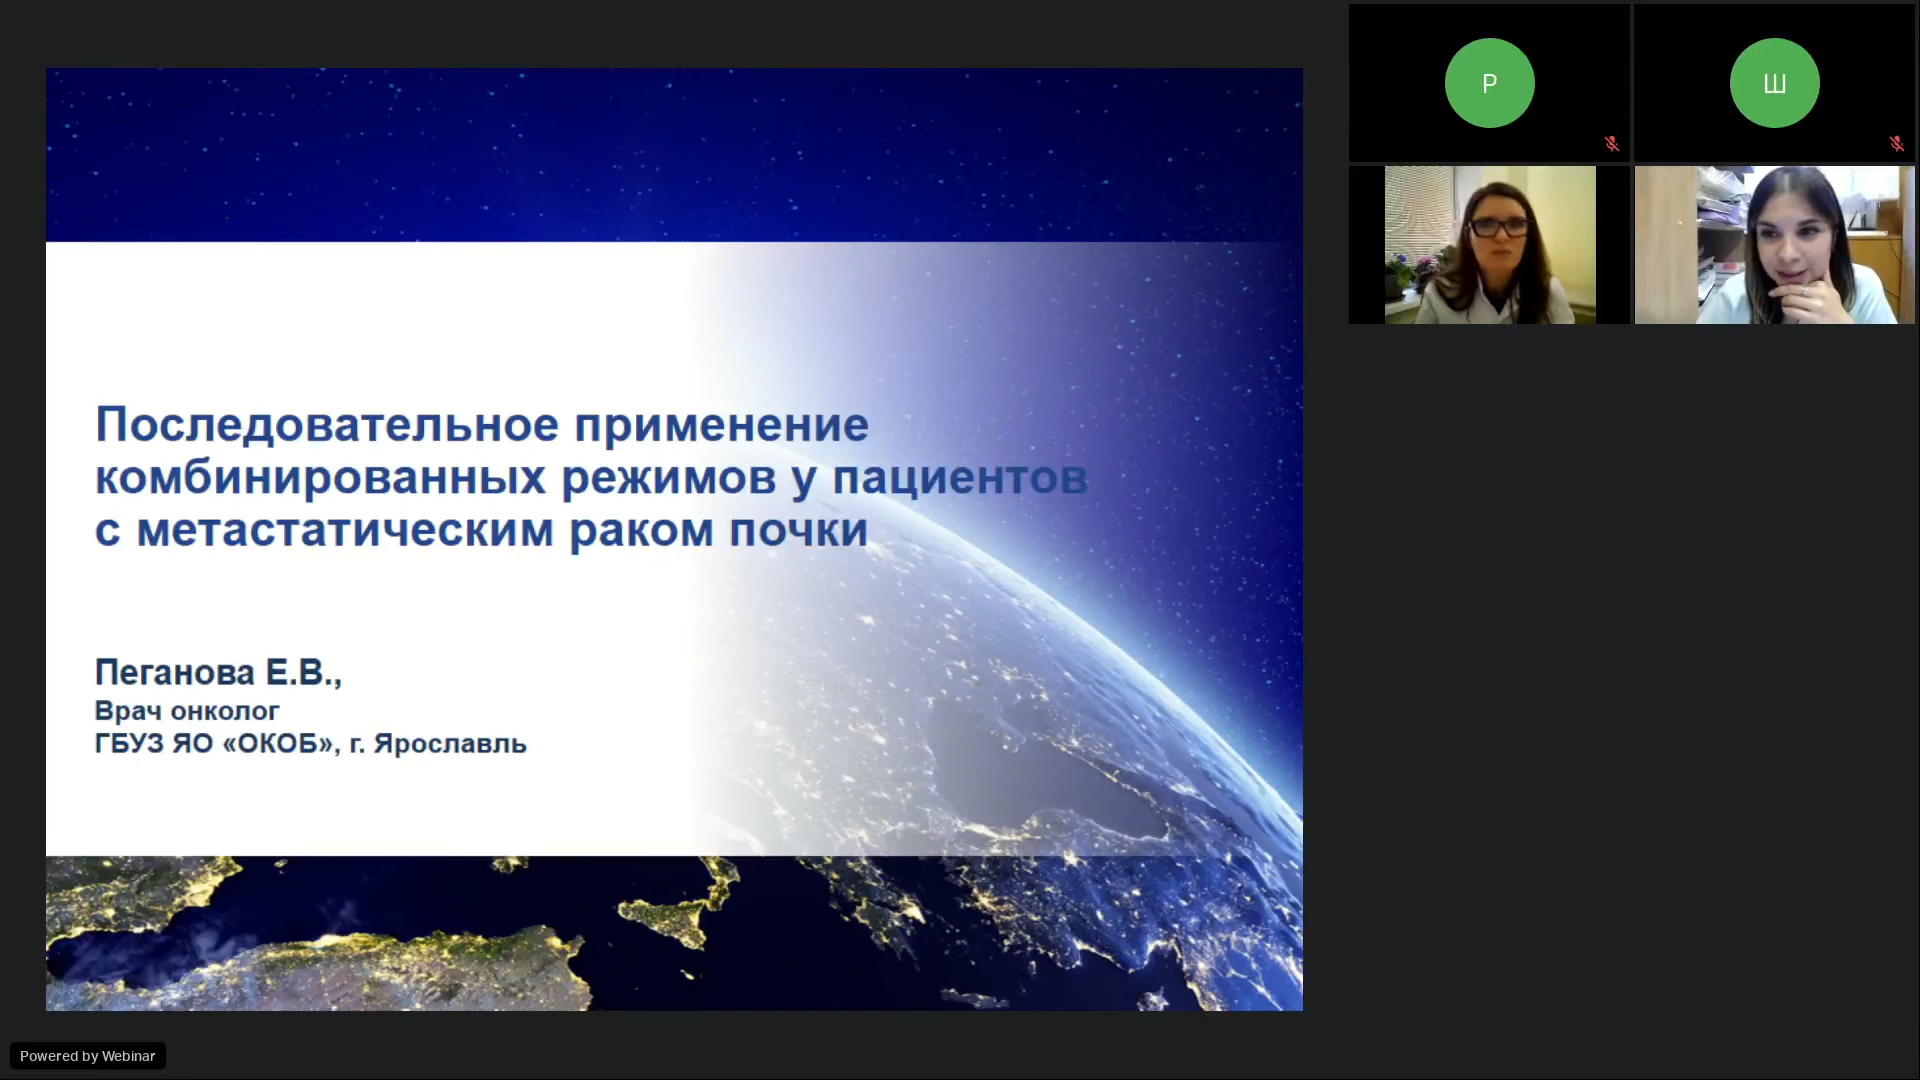 Последовательное применение
комбинированных режимов у пациентов
с метастатическим раком почки
Пеганова Е.В.,
Врач онколог
ГБУЗ ЯО «ОКОБ», г. Ярославль
Р
Ш
Powered by Webinar